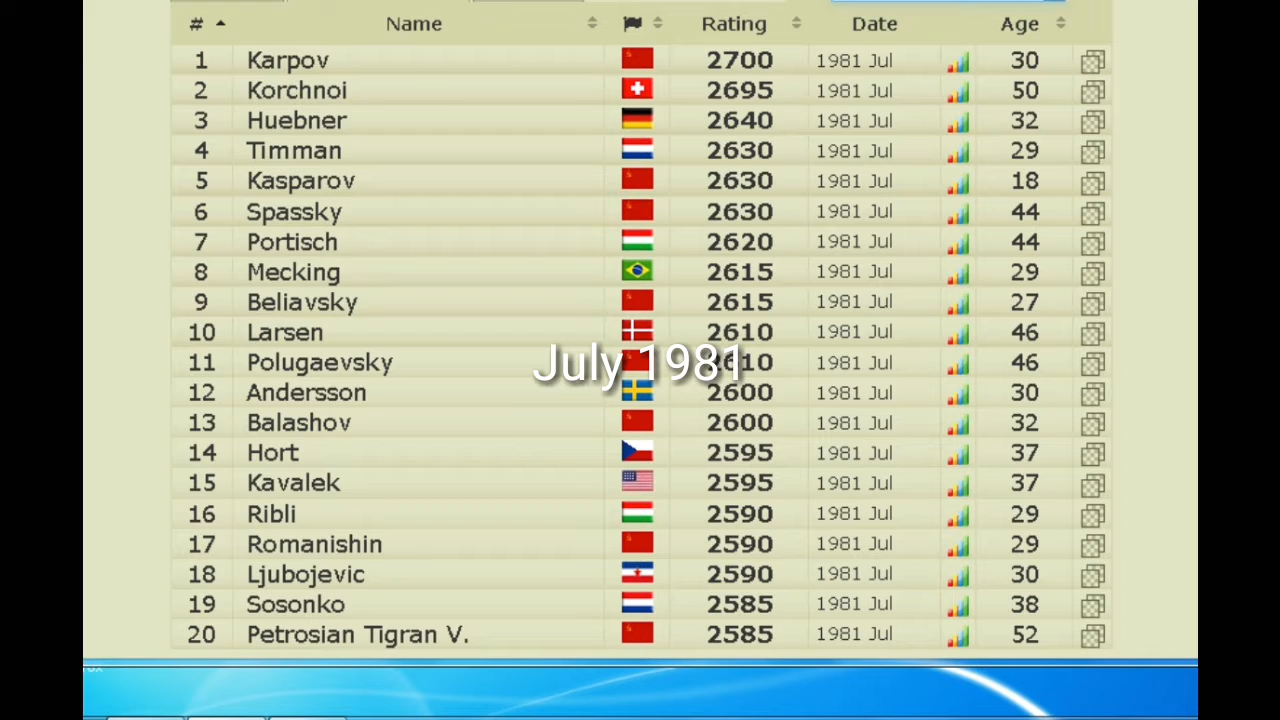 # Name Rating Date Age
1 Karpov 2700 1981 Jul 30
2 Korchnoi 2695 1981 Jul 50
3 Huebner 2640 1981 Jul 32
4 Timman 2630 1981 Jul 29
5 Kasparov 2630 1981 Jul 18
6 Spassky 2630 1981 Jul 44
7 Portisch 2620 1981 Jul 44
8 Mecking 2615 1981 Jul 29
9 Beliavsky 2615 1981 Jul 27
10 Larsen 2610 1981 Jul 46
11 Polugaevsky 2610 1981 Jul 46
July 1981
12 Andersson 2600 1981 Jul 30
13 Balashov 2600 1981 Jul 32
14 Hort 2595 1981 Jul 37
15 Kavalek 2595 1981 Jul 37
16 Ribli 2590 1981 Jul 29
17 Romanishin 2590 1981 Jul 29
18 Ljubojevic 2590 1981 Jul 30
19 Sosonko 2585 1981 Jul 38
20 Petrosian Tigran V. 2585 1981 Jul 52